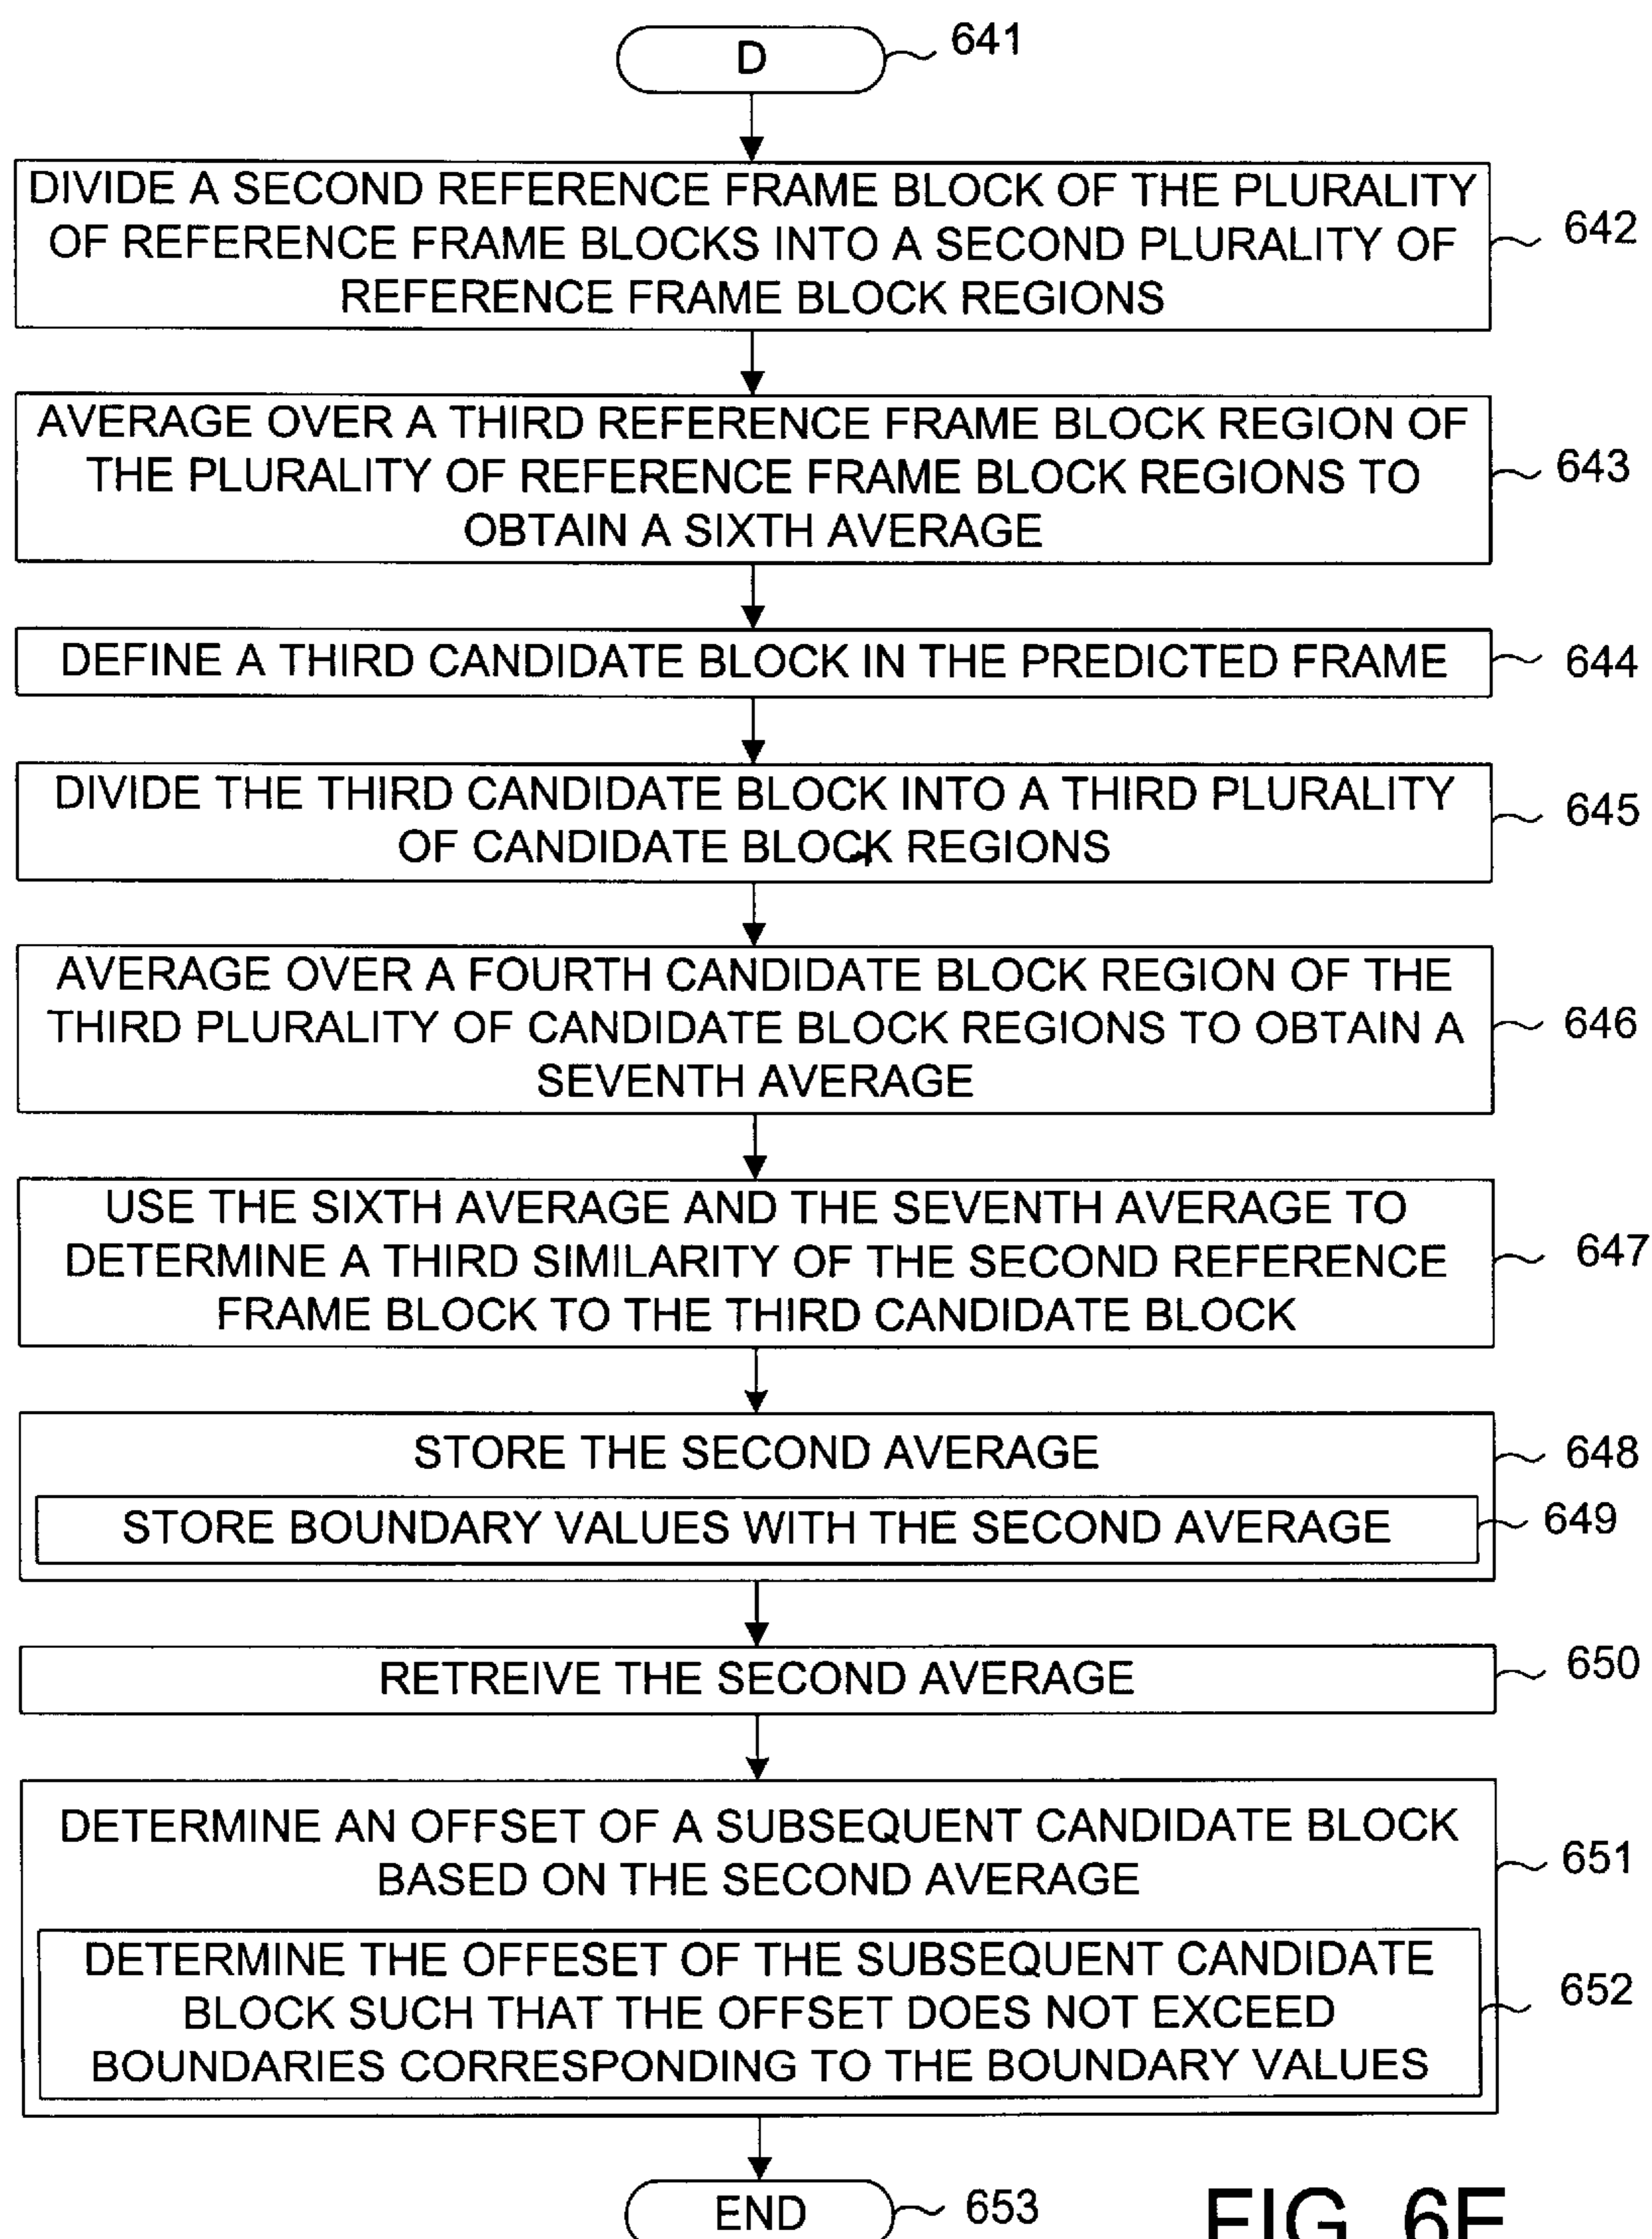 D
641
DIVIDE A SECOND REFERENCE FRAME BLOCK OF THE PLURALITY
OF REFERENCE FRAME BLOCKS INTO A SECOND PLURALITY OF
REFERENCE FRAME BLOCK REGIONS
642
AVERAGE OVER A THIRD REFERENCE FRAME BLOCK REGION OF
THE PLURALITY OF REFERENCE FRAME BLOCK REGIONS TO
OBTAIN A SIXTH AVERAGE
643
DEFINE A THIRD CANDIDATE BLOCK IN THE PREDICTED FRAME
644
DIVIDE THE THIRD CANDIDATE BLOCK INTO A THIRD PLURALITY
OF CANDIDATE BLOCK REGIONS
645
AVERAGE OVER A FOURTH CANDIDATE BLOCK REGION OF THE
THIRD PLURALITY OF CANDIDATE BLOCK REGIONS TO OBTAIN A
SEVENTH AVERAGE
646
USE THE SIXTH AVERAGE AND THE SEVENTH AVERAGE TO
DETERMINE A THIRD SIMILARITY OF THE SECOND REFERENCE
FRAME BLOCK TO THE THIRD CANDIDATE BLOCK
647
STORE THE SECOND AVERAGE
648
STORE BOUNDARY VALUES WITH THE SECOND AVERAGE
649
RETREIVE THE SECOND AVERAGE
650
DETERMINE AN OFFSET OF A SUBSEQUENT CANDIDATE BLOCK
BASED ON THE SECOND AVERAGE
651
DETERMINE THE OFFESET OF THE SUBSEQUENT CANDIDATE
BLOCK SUCH THAT THE OFFSET DOES NOT EXCEED
BOUNDARIES CORRESPONDING TO THE BOUNDARY VALUES
652
END
653